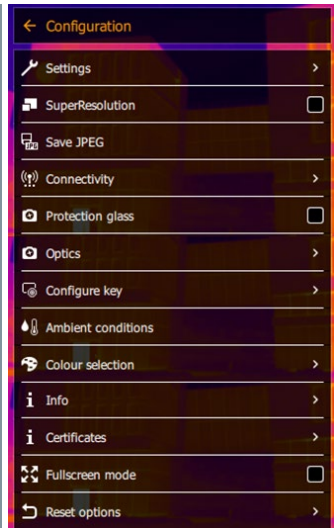 Configuration
Settings
SuperResolution
JPG
Save JPEG
Connectivity
Protection glass
Optics
Configure key
Ambient conditions
Colour selection
i Info
i Certificates
Fullscreen mode
Reset options